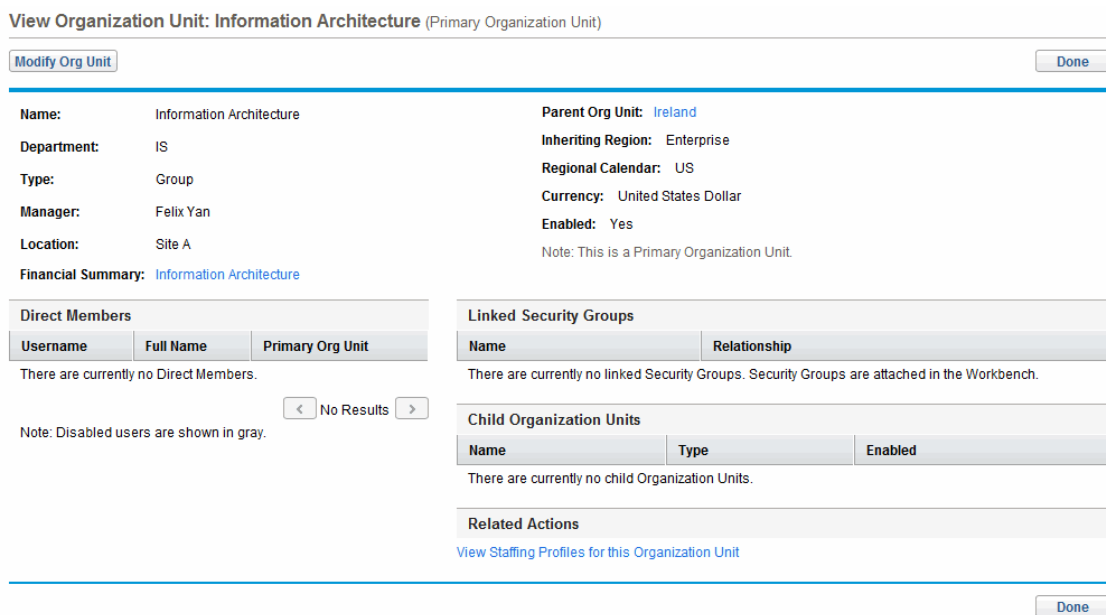 View Organization Unit: Information Architecture (Primary Organization Unit)
Modify Org Unit
Done
Name: Information Architecture
Department: IS
Type: Group
Manager: Felix Yan
Location: Site A
Financial Summary: Information Architecture
Parent Org Unit: Ireland
Inheriting Region: Enterprise
Regional Calendar: US
Currency: United States Dollar
Enabled: Yes
Note: This is a Primary Organization Unit.
Direct Members
Username Full Name Primary Org Unit
There are currently no Direct Members.
< No Results >
Note: Disabled users are shown in gray.
Linked Security Groups
Name Relationship
There are currently no linked Security Groups. Security Groups are attached in the Workbench.
Child Organization Units
Name Type Enabled
There are currently no child Organization Units.
Related Actions
View Staffing Profiles for this Organization Unit
Done